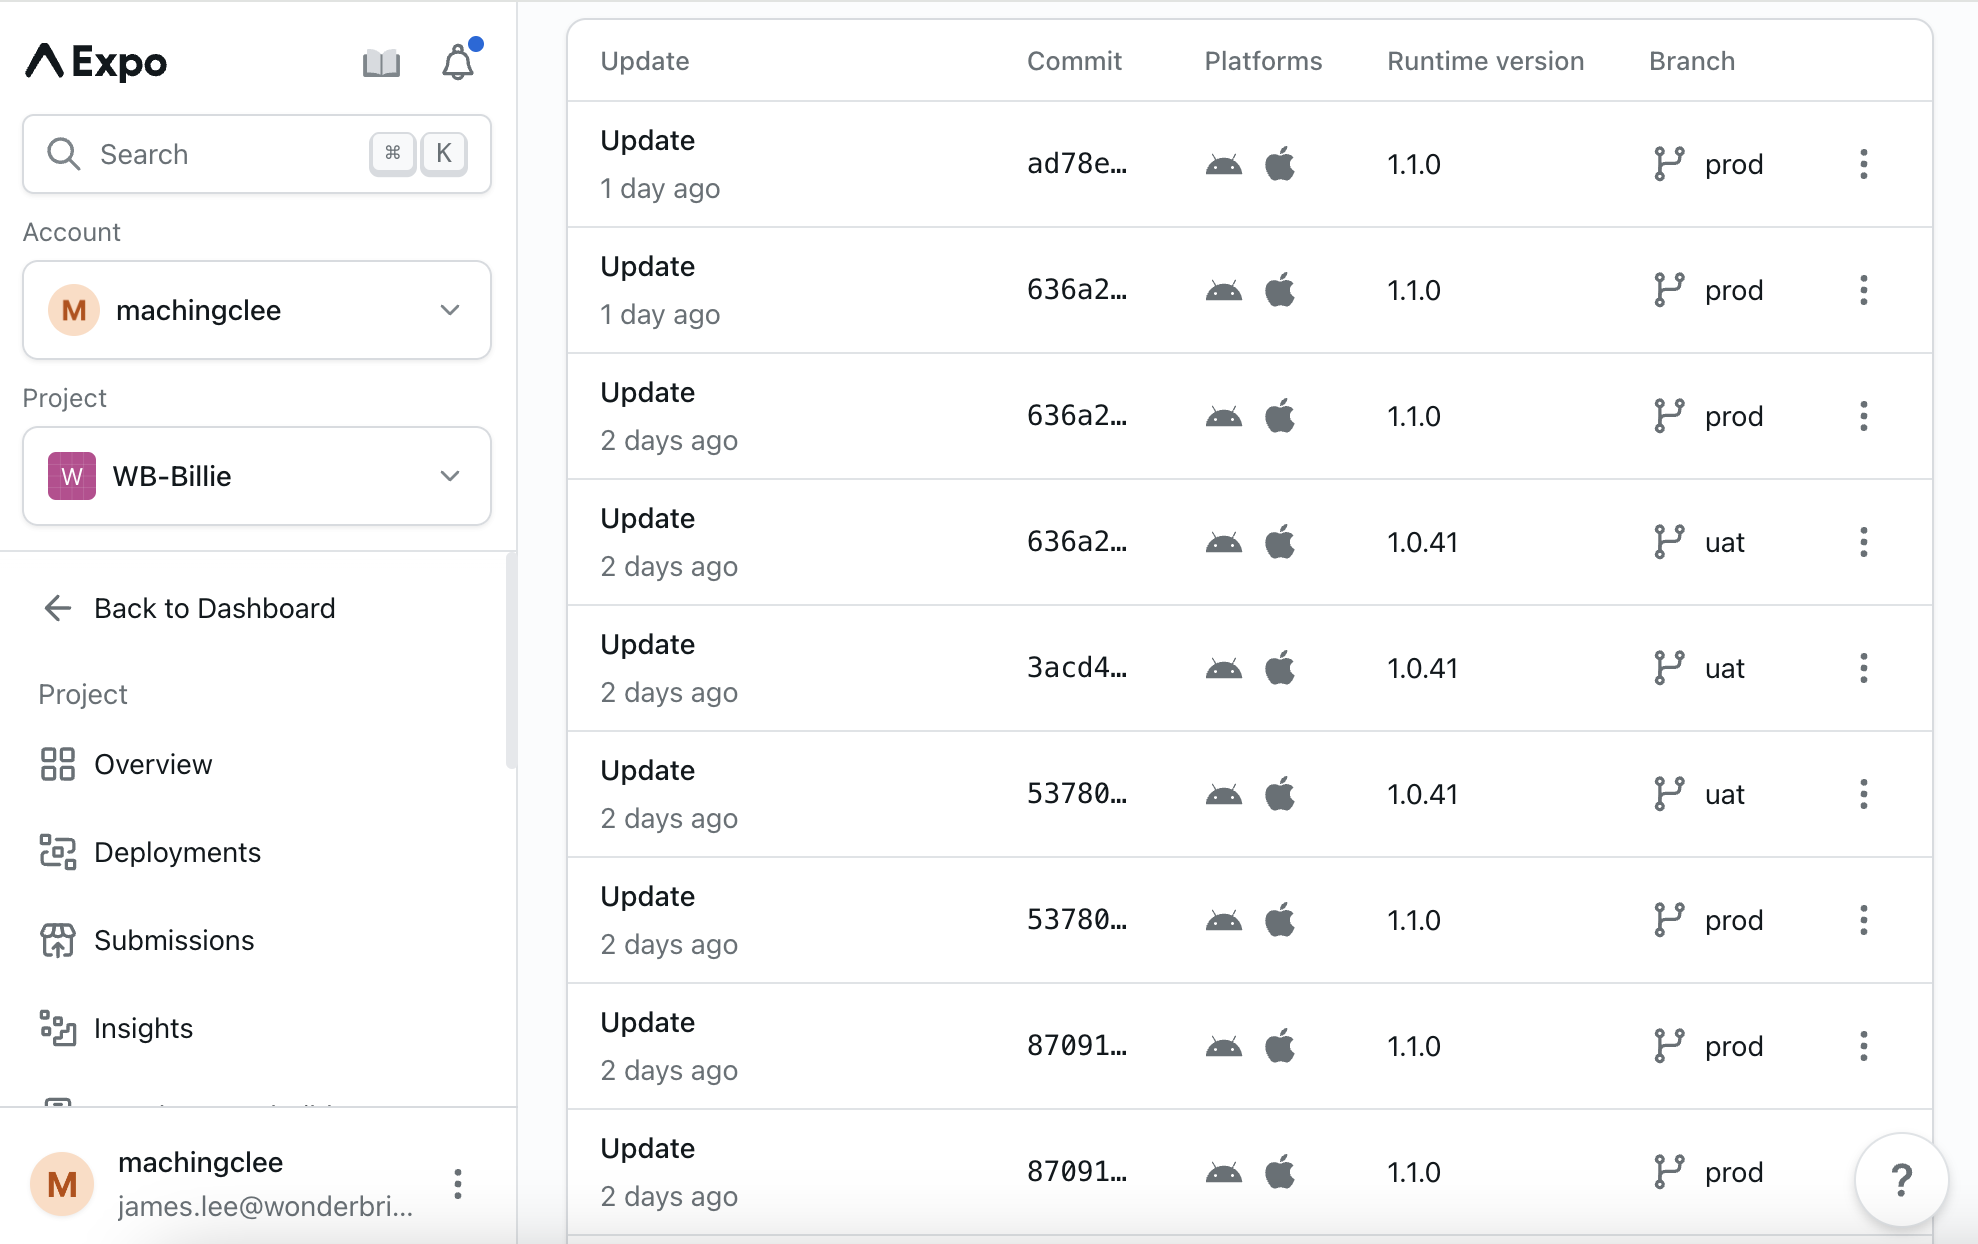 Expo
Search
⌘ K
Account
M machingclee
Project
W WB-Billie
Back to Dashboard
Project
Overview
Deployments
Submissions
Insights
M machingclee
james.lee@wonderbri...
Update Commit Platforms Runtime version Branch
Update
1 day ago
ad78e… 1.1.0 prod
Update
1 day ago
636a2… 1.1.0 prod
Update
2 days ago
636a2… 1.1.0 prod
Update
2 days ago
636a2… 1.0.41 uat
Update
2 days ago
3acd4… 1.0.41 uat
Update
2 days ago
53780… 1.0.41 uat
Update
2 days ago
53780… 1.1.0 prod
Update
2 days ago
87091… 1.1.0 prod
Update
2 days ago
87091… 1.1.0 prod
?